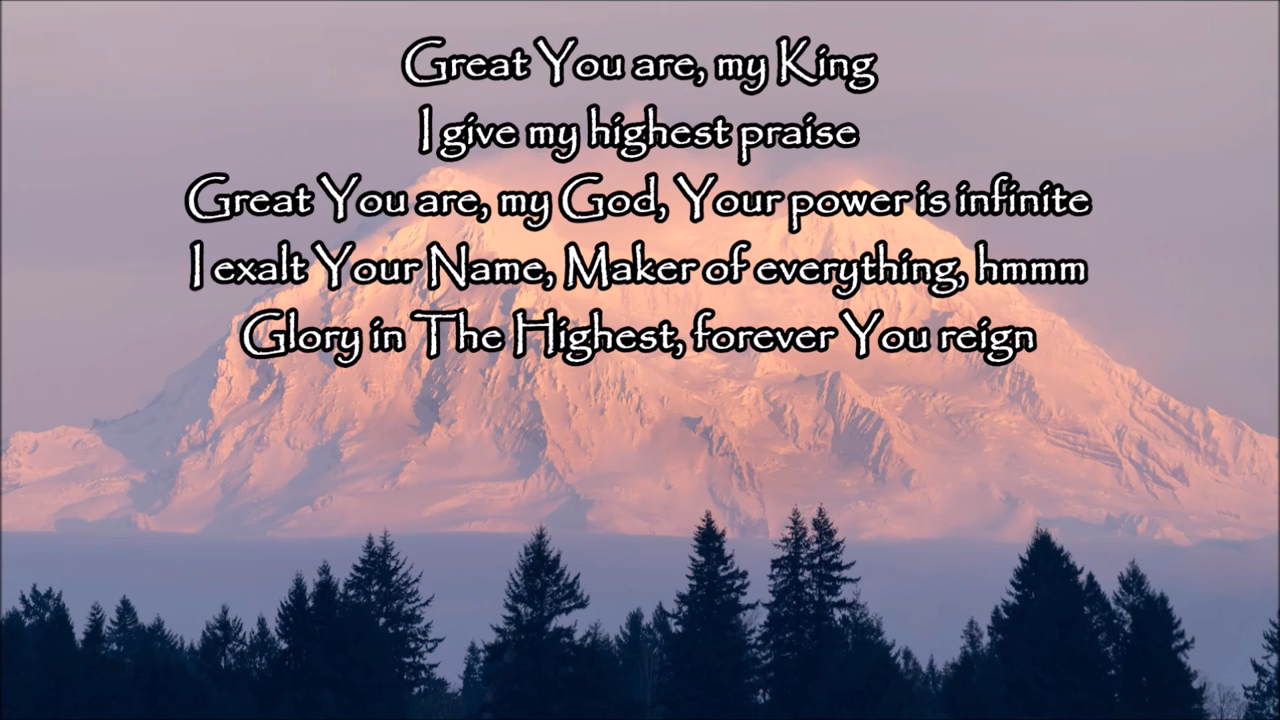 Great You are, my King
I give my highest praise
Great You are, my God, Your power is infinite
I exalt Your Name, Maker of everything, hmmm
Glory in The Highest, forever You reign